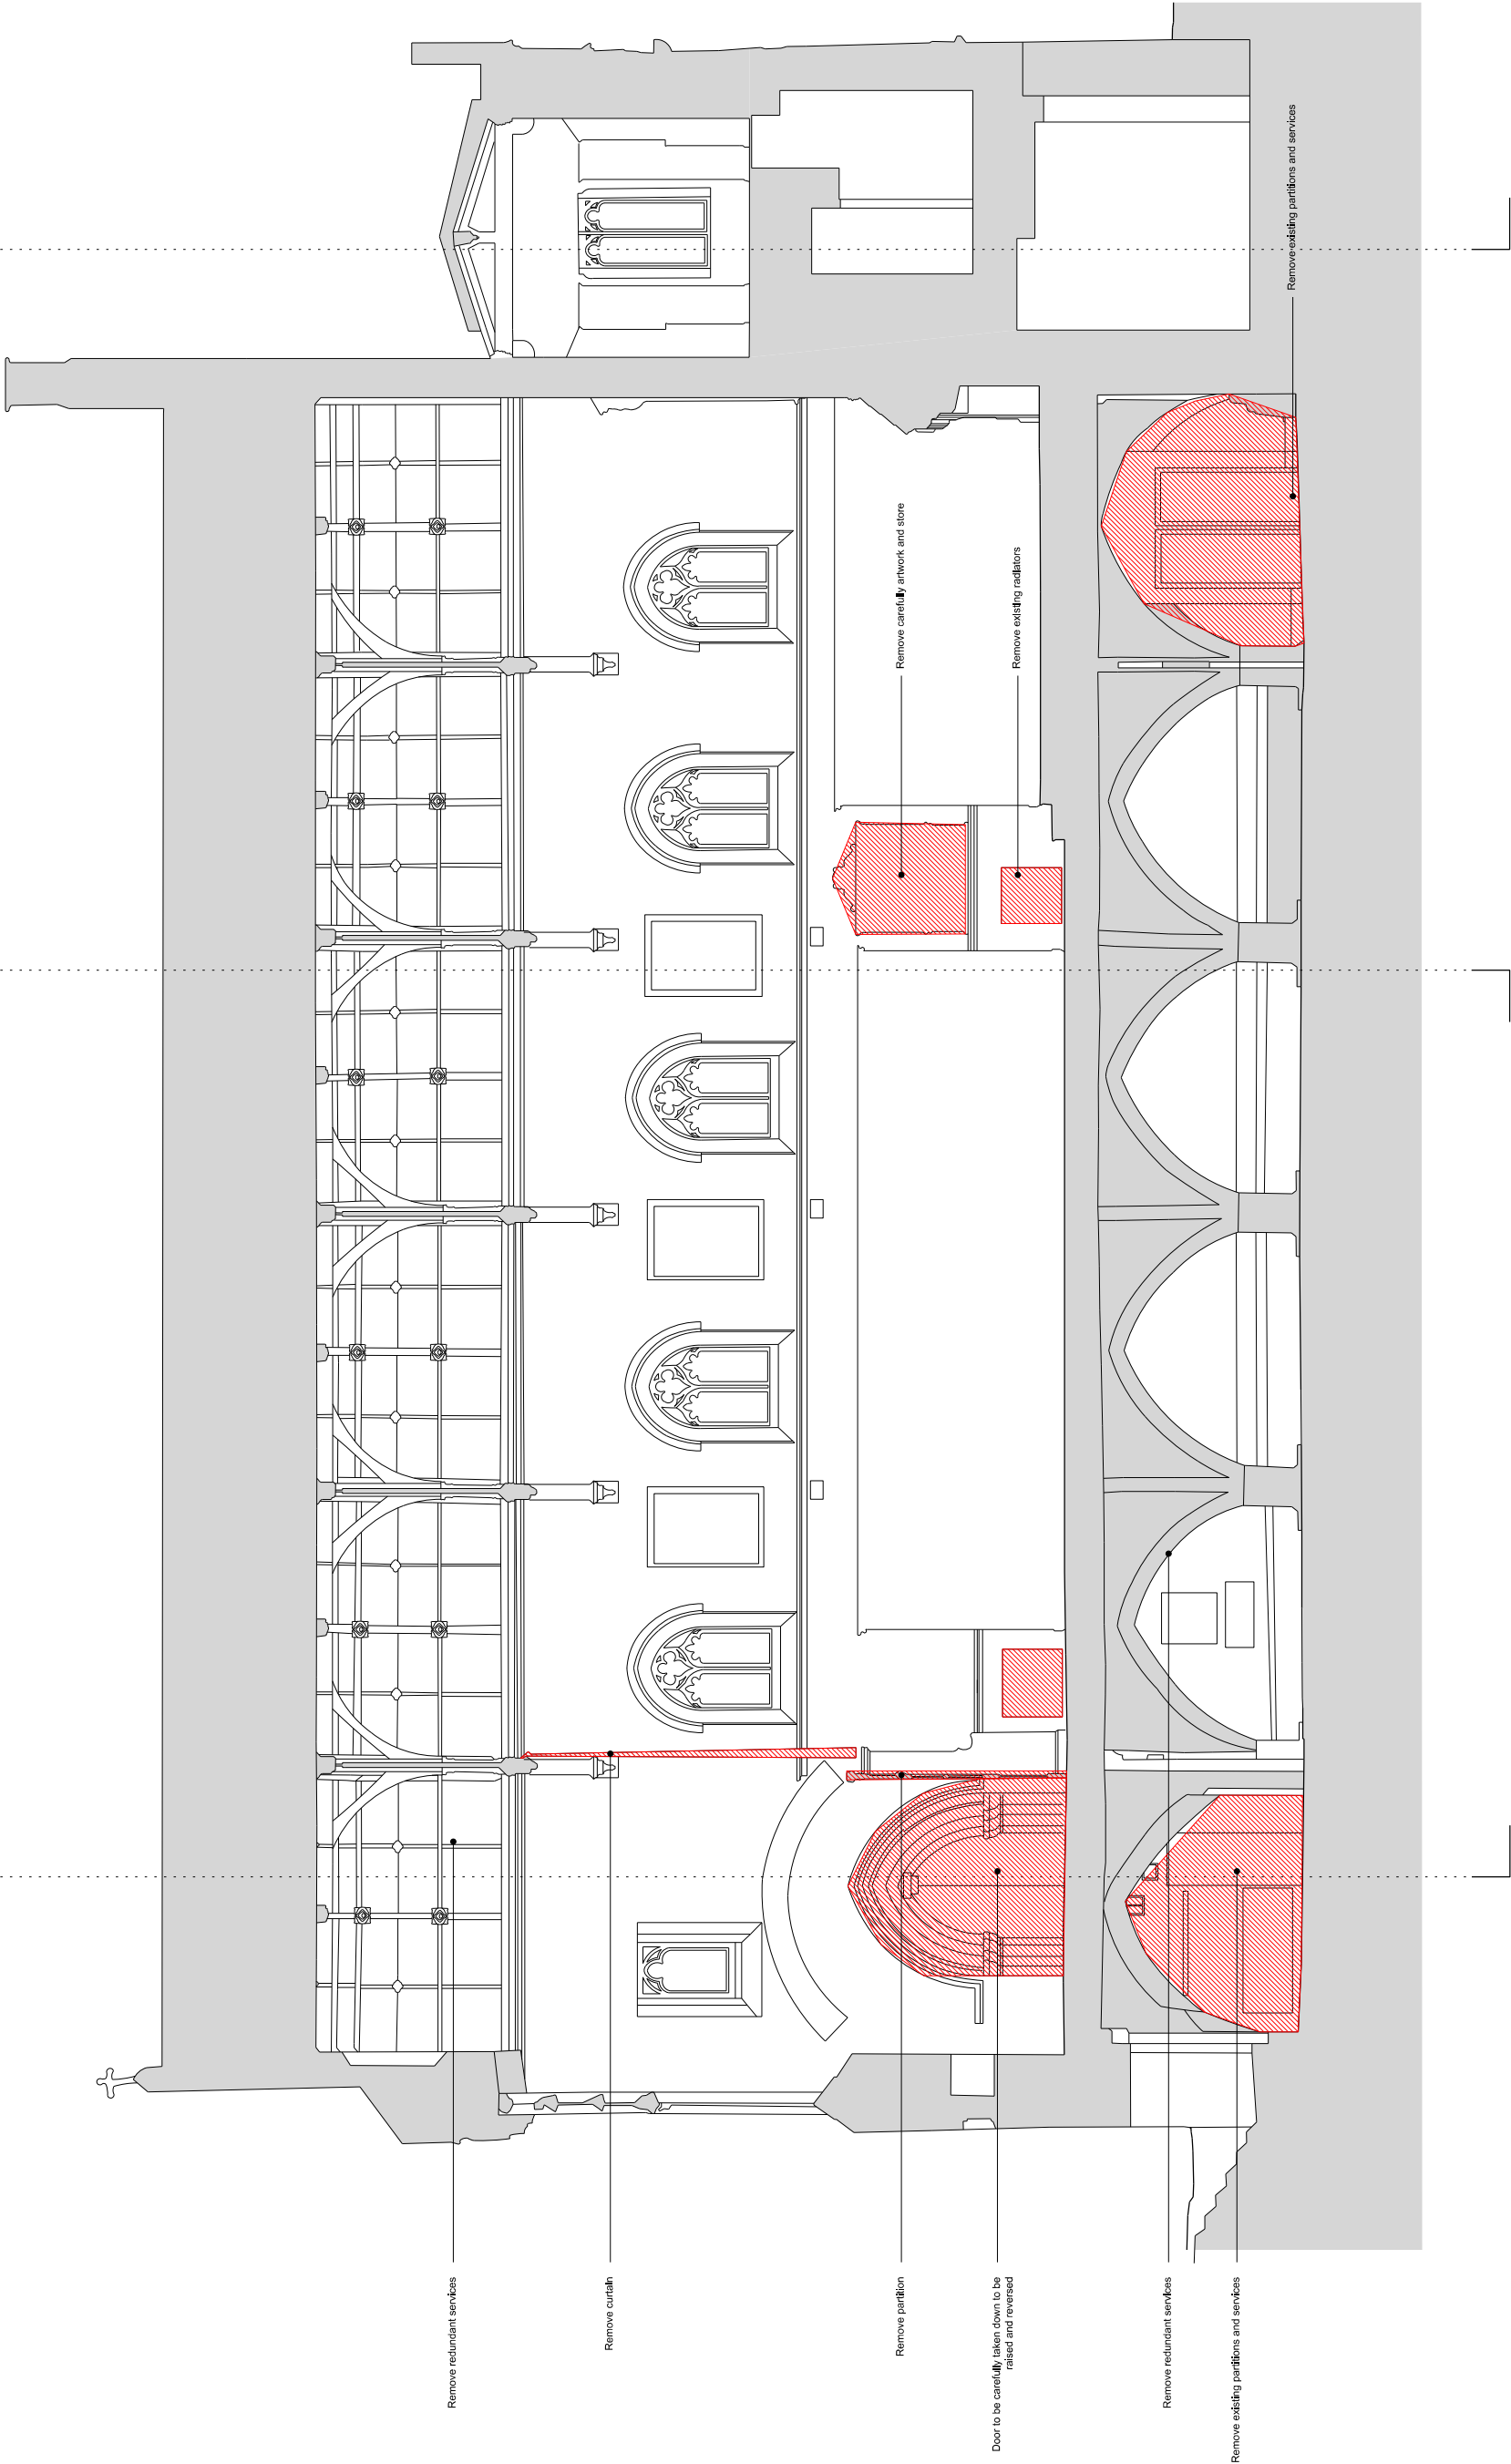 Remove redundant services
Remove curtain
Remove partition
Door to be carefully taken down to be
raised and reversed
Remove redundant services
Remove existing partitions and services
Remove carefully artwork and store
Remove existing radiators
Remove existing partitions and services